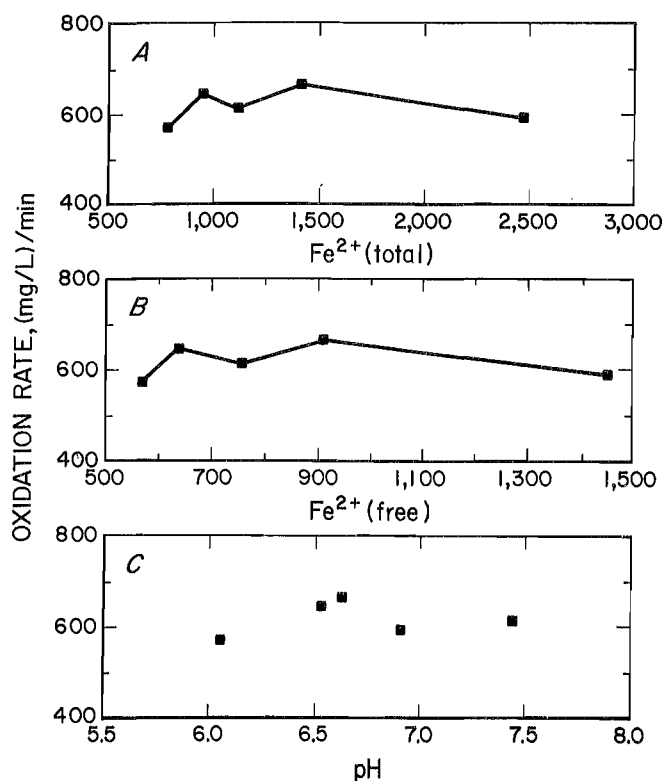 OXIDATION RATE, (mg/L)/min
A
800
600
400
500 1,000 1,500 2,000 2,500 3,000
Fe²⁺(total)
B
800
600
400
500 700 900 1,100 1,300 1,500
Fe²⁺(free)
C
800
600
400
5.5 6.0 6.5 7.0 7.5 8.0
pH